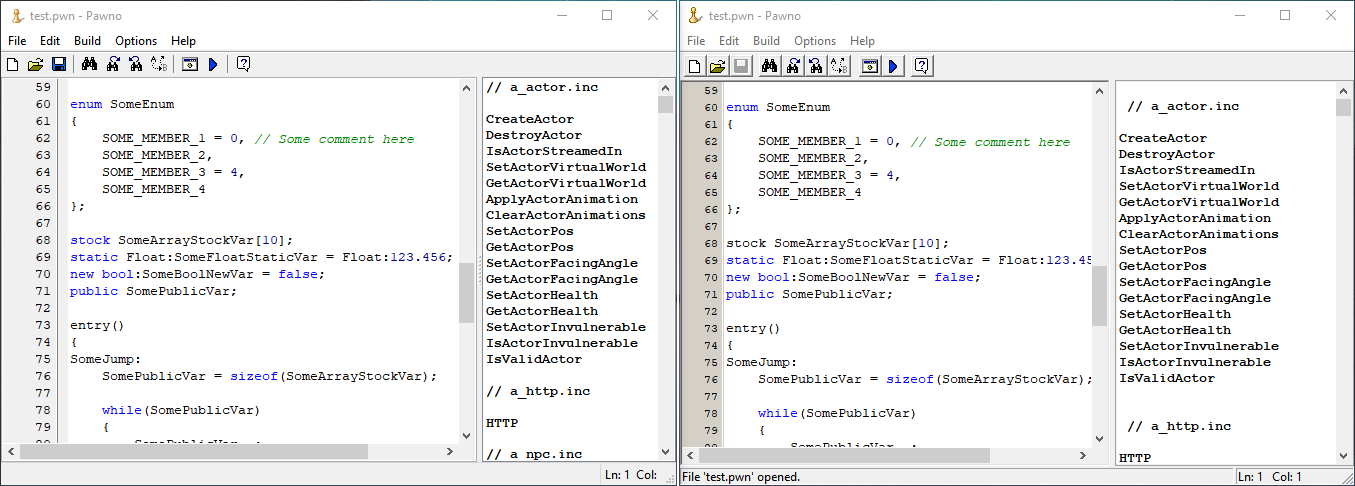 test.pwn - Pawno
File Edit Build Options Help
59
60 enum SomeEnum
61 {
62 SOME_MEMBER_1 = 0, // Some comment here
63 SOME_MEMBER_2,
64 SOME_MEMBER_3 = 4,
65 SOME_MEMBER_4
66 };
67
68 stock SomeArrayStockVar[10];
69 static Float:SomeFloatStaticVar = Float:123.456;
70 new bool:SomeBoolNewVar = false;
71 public SomePublicVar;
72
73 entry()
74 {
75 SomeJump:
76 SomePublicVar = sizeof(SomeArrayStockVar);
77
78 while(SomePublicVar)
79 {
// a_actor.inc
CreateActor
DestroyActor
IsActorStreamedIn
SetActorVirtualWorld
GetActorVirtualWorld
ApplyActorAnimation
ClearActorAnimations
SetActorPos
GetActorPos
SetActorFacingAngle
GetActorFacingAngle
SetActorHealth
GetActorHealth
SetActorInvulnerable
IsActorInvulnerable
IsValidActor
// a_http.inc
HTTP
// a_npc.inc
Ln: 1 Col:
test.pwn - Pawno
File Edit Build Options Help
59
60 enum SomeEnum
61 {
62 SOME_MEMBER_1 = 0, // Some comment here
63 SOME_MEMBER_2,
64 SOME_MEMBER_3 = 4,
65 SOME_MEMBER_4
66 };
67
68 stock SomeArrayStockVar[10];
69 static Float:SomeFloatStaticVar = Float:123.45
70 new bool:SomeBoolNewVar = false;
71 public SomePublicVar;
72
73 entry()
74 {
75 SomeJump:
76 SomePublicVar = sizeof(SomeArrayStockVar);
77
78 while(SomePublicVar)
79 {
// a_actor.inc
CreateActor
DestroyActor
IsActorStreamedIn
SetActorVirtualWorld
GetActorVirtualWorld
ApplyActorAnimation
ClearActorAnimations
SetActorPos
GetActorPos
SetActorFacingAngle
GetActorFacingAngle
SetActorHealth
GetActorHealth
SetActorInvulnerable
IsActorInvulnerable
IsValidActor
// a_http.inc
HTTP
File 'test.pwn' opened.
Ln: 1 Col: 1